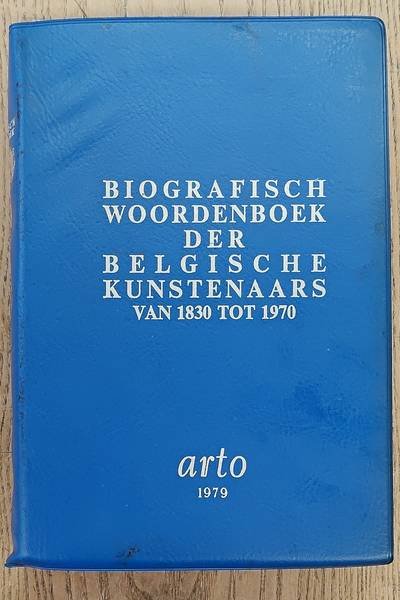 BIOGRAFISCH
WOORDENBOEK
DER
BELGISCHE
KUNSTENAARS
VAN 1830 TOT 1970
arto
1979